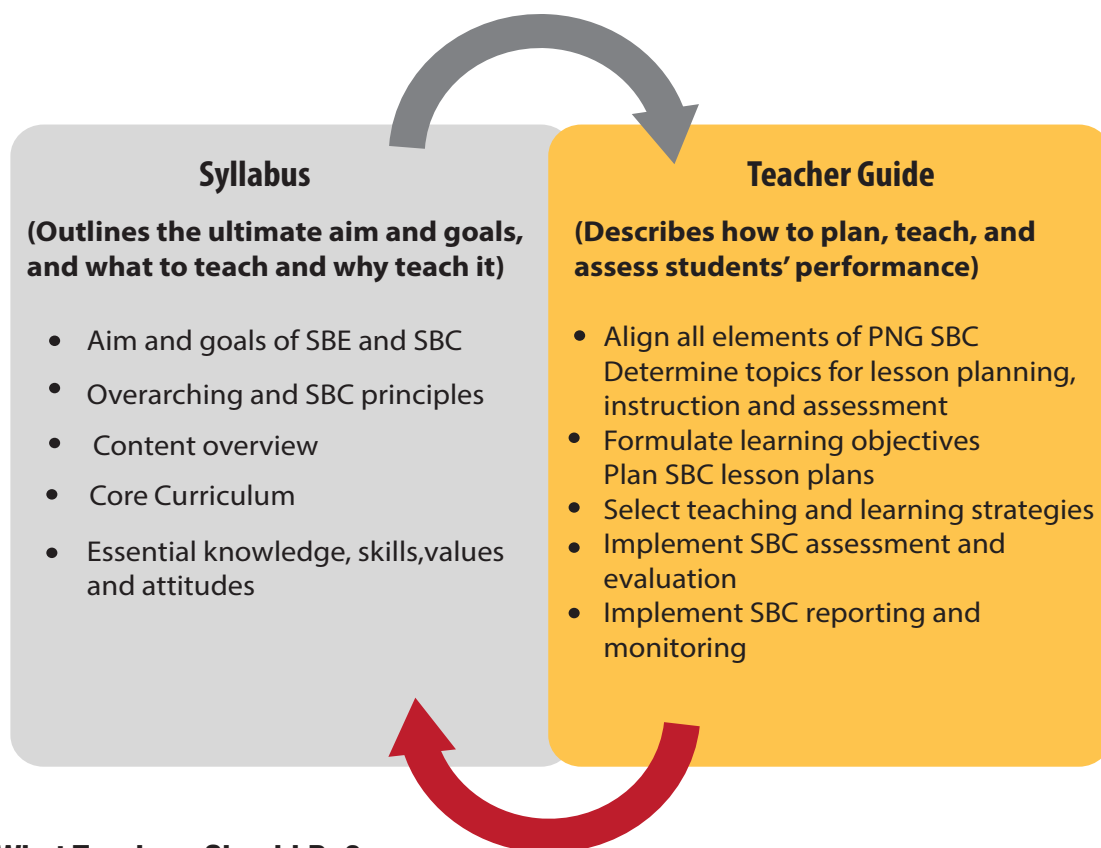 Syllabus
(Outlines the ultimate aim and goals,
and what to teach and why teach it)
• Aim and goals of SBE and SBC
• Overarching and SBC principles
• Content overview
• Core Curriculum
• Essential knowledge, skills,values
and attitudes
Teacher Guide
(Describes how to plan, teach, and
assess students’ performance)
• Align all elements of PNG SBC
Determine topics for lesson planning,
instruction and assessment
• Formulate learning objectives
Plan SBC lesson plans
• Select teaching and learning strategies
• Implement SBC assessment and
evaluation
• Implement SBC reporting and
monitoring